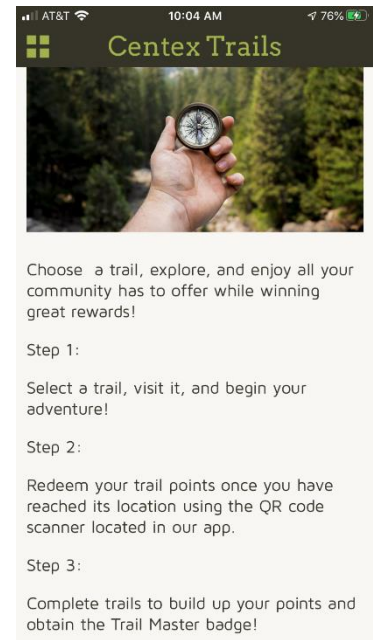 AT&T 10:04 AM 76%
Centex Trails
Choose a trail, explore, and enjoy all your
community has to offer while winning
great rewards!
Step 1:
Select a trail, visit it, and begin your
adventure!
Step 2:
Redeem your trail points once you have
reached its location using the QR code
scanner located in our app.
Step 3:
Complete trails to build up your points and
obtain the Trail Master badge!